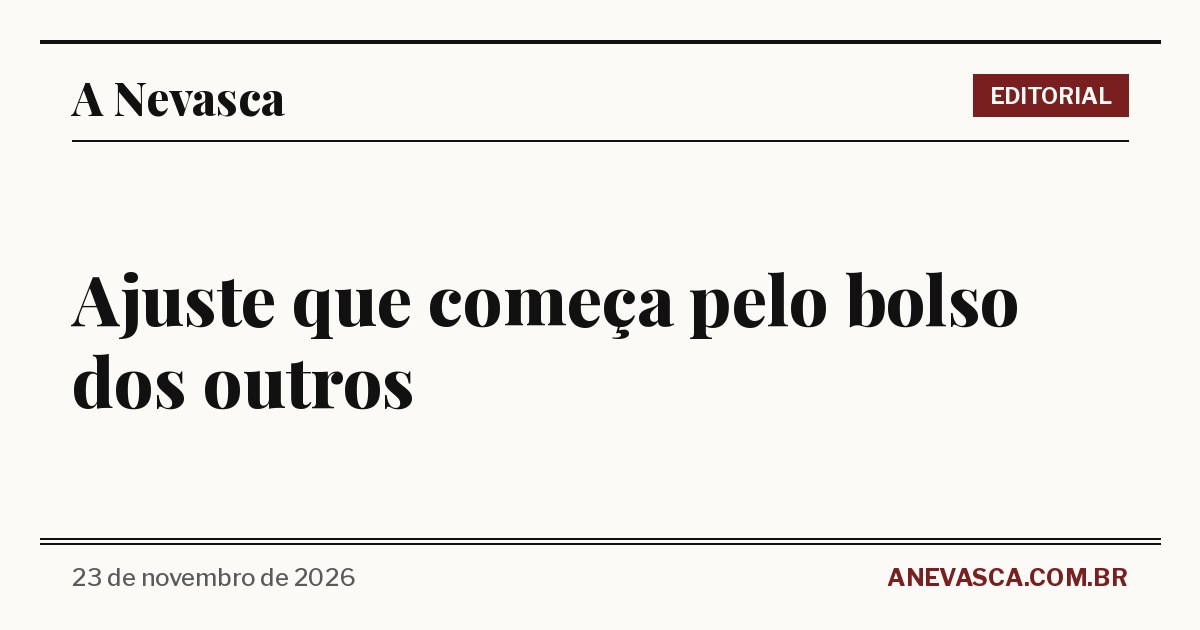 A Nevasca
EDITORIAL
Ajuste que começa pelo bolso
dos outros
23 de novembro de 2026
ANEVASCA.COM.BR